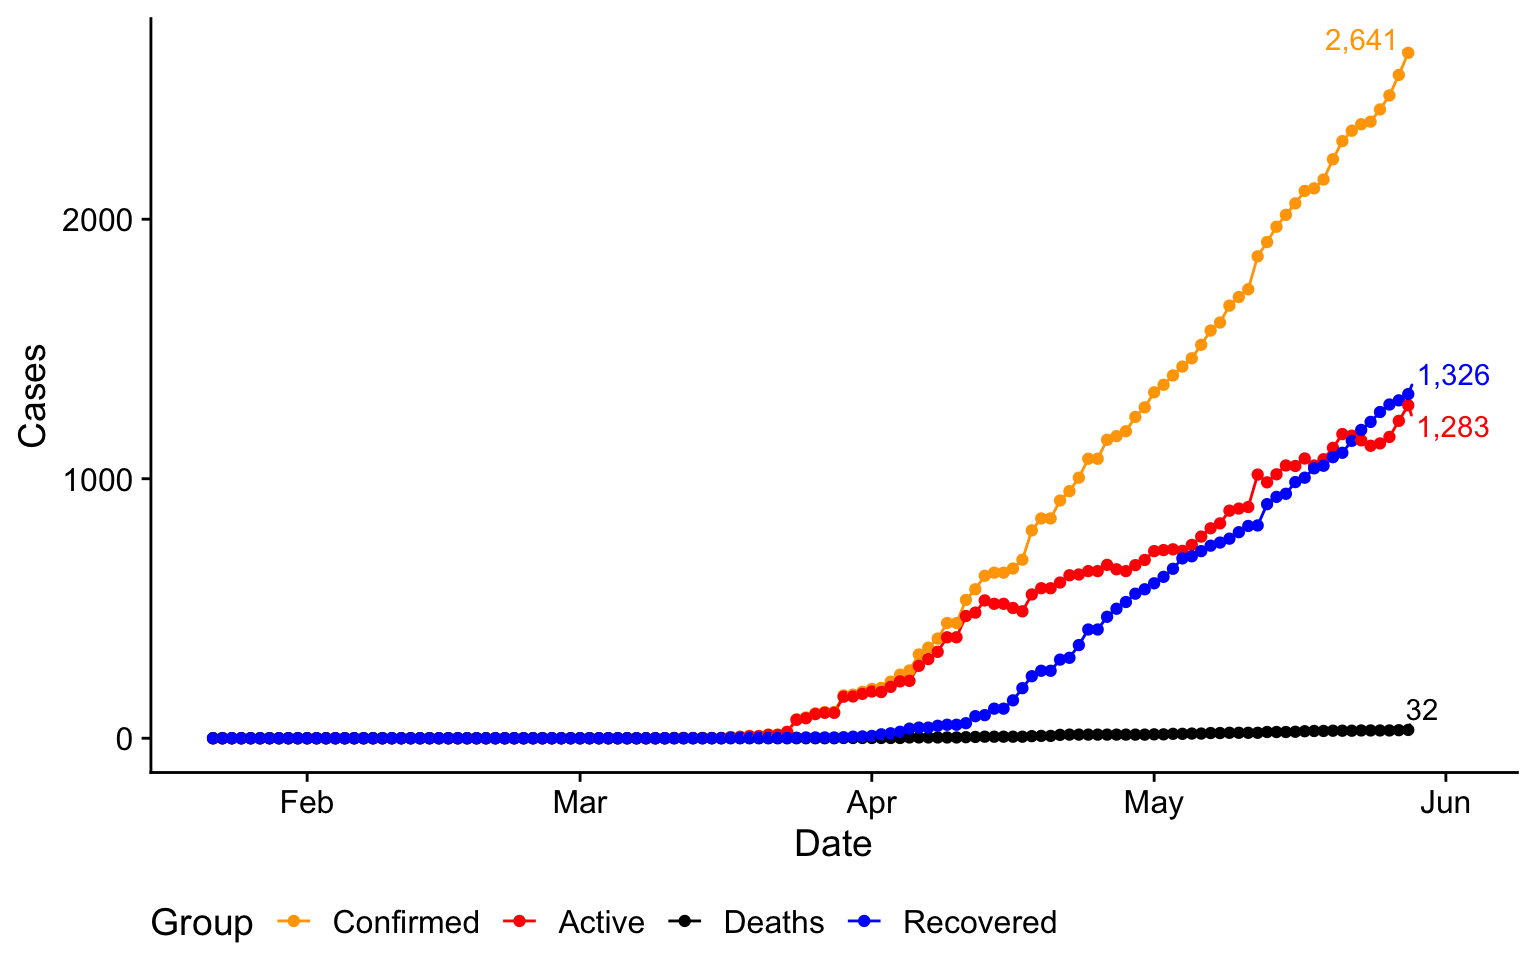 2,641
2000
1,326
1000
1,283
32
0
Cases
Feb Mar Apr May Jun
Date
Group Confirmed Active Deaths Recovered